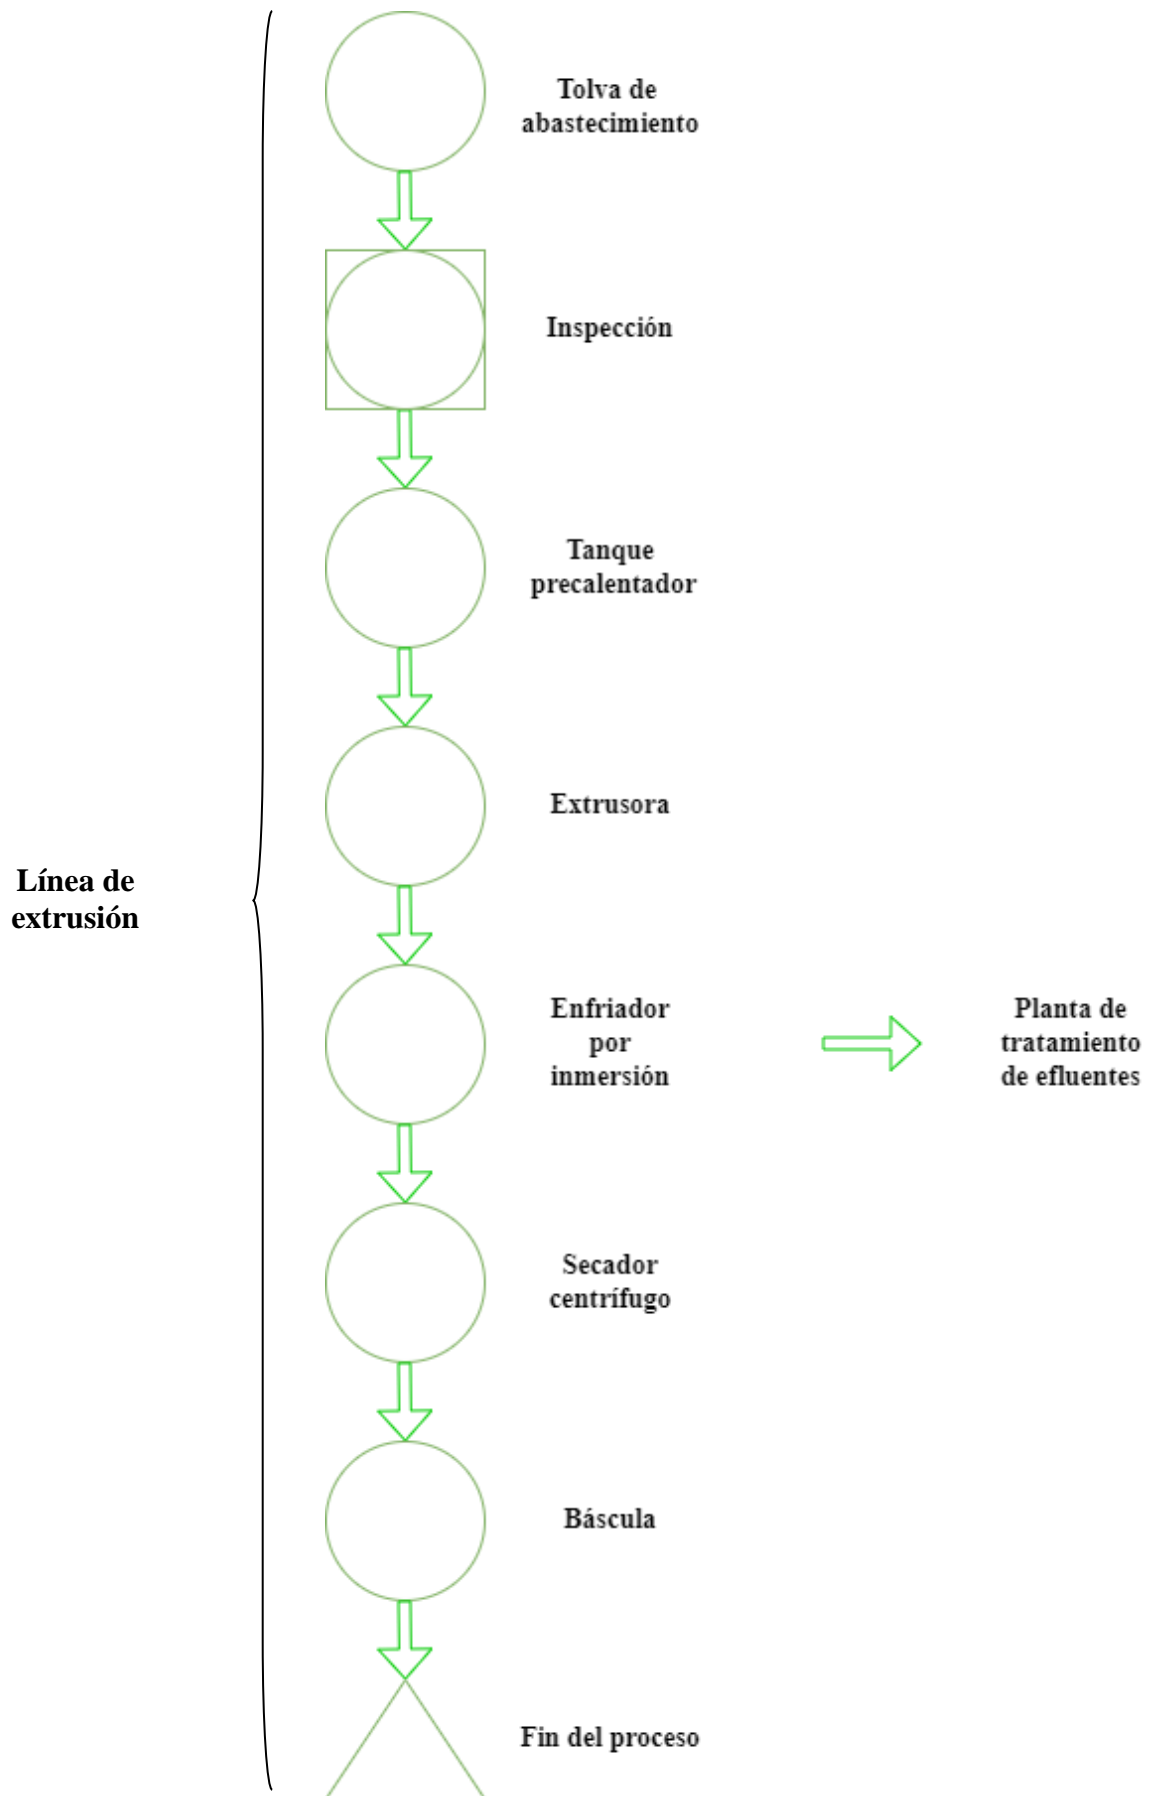 Tolva de
abastecimiento
Inspección
Tanque
precalentador
Extrusora
Línea de
extrusión
Enfriador
por
inmersión
Planta de
tratamiento
de efluentes
Secador
centrífugo
Báscula
Fin del proceso